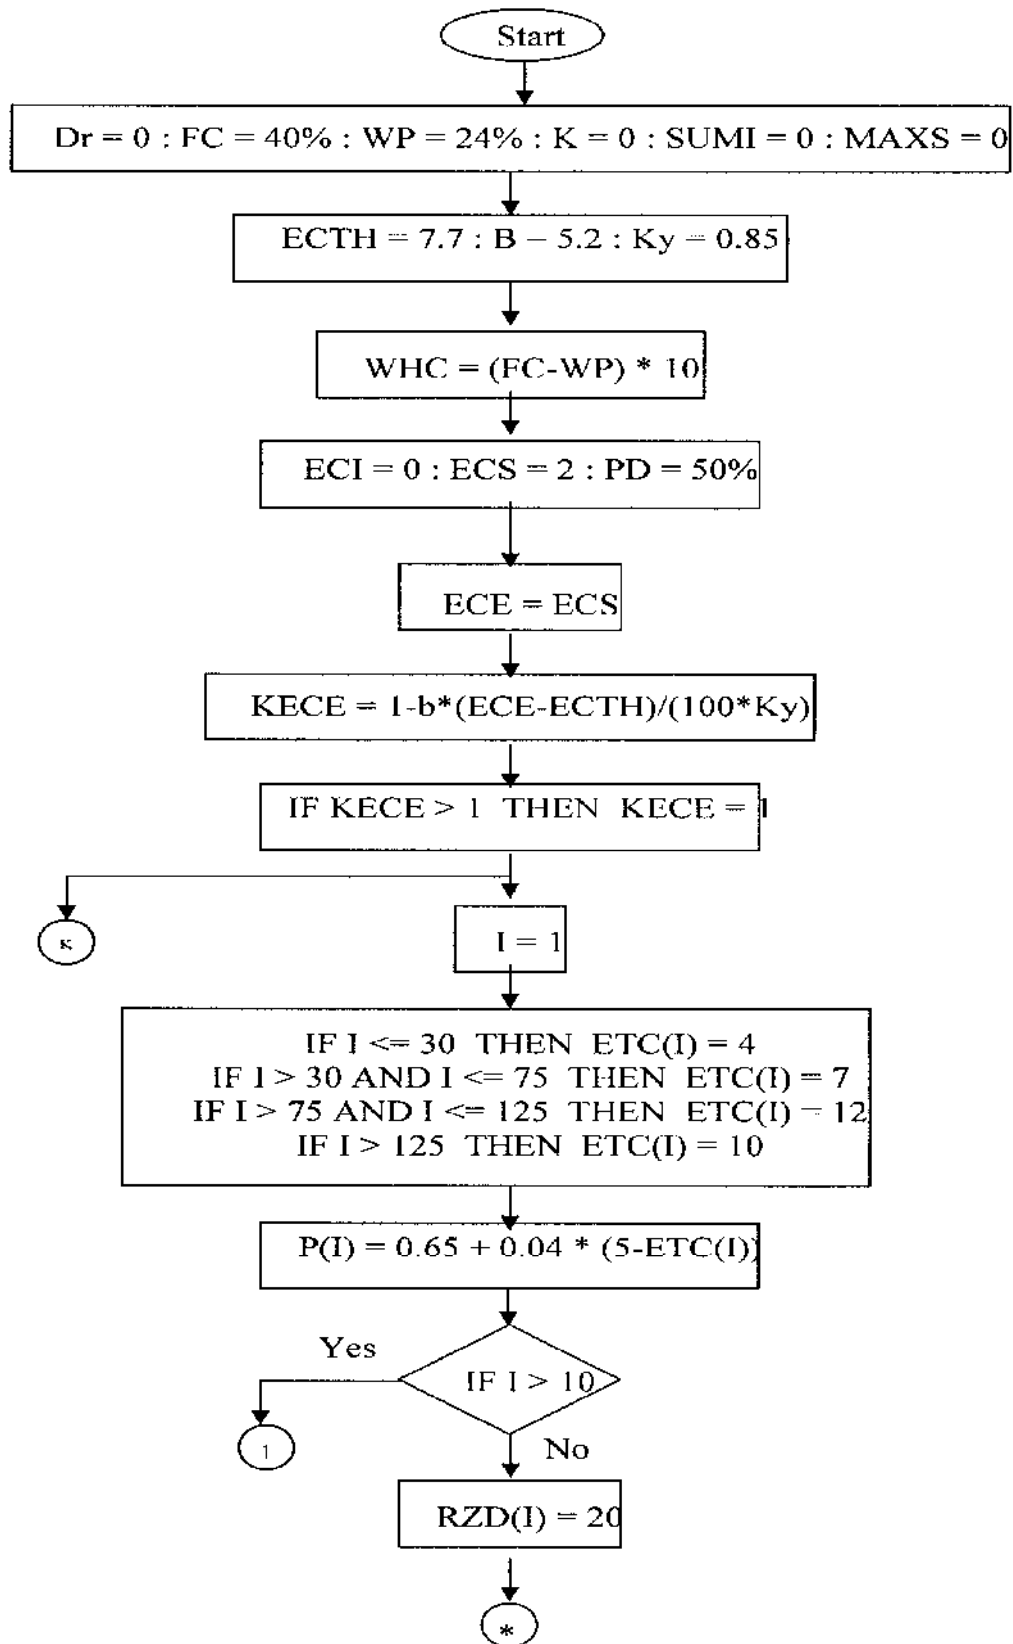 Start
Dr = 0 : FC = 40% : WP = 24% : K = 0 : SUMI = 0 : MAXS = 0
ECTH = 7.7 : B – 5.2 : Ky = 0.85
WHC = (FC-WP) * 10
ECI = 0 : ECS = 2 : PD = 50%
ECE = ECS
KECE = 1-b*(ECE-ECTH)/(100*Ky)
IF KECE > 1 THEN KECE = 1
K
I = 1
IF I <= 30 THEN ETC(I) = 4
IF I > 30 AND I <= 75 THEN ETC(I) = 7
IF I > 75 AND I <= 125 THEN ETC(I) = 12
IF I > 125 THEN ETC(I) = 10
P(I) = 0.65 + 0.04 * (5-ETC(I))
Yes
IF I > 10
1
No
RZD(I) = 20
*